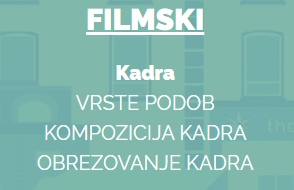 FILMSKI
Kadra
VRSTE PODOB
KOMPOZICIJA KADRA
OBREZOVANJE KADRA